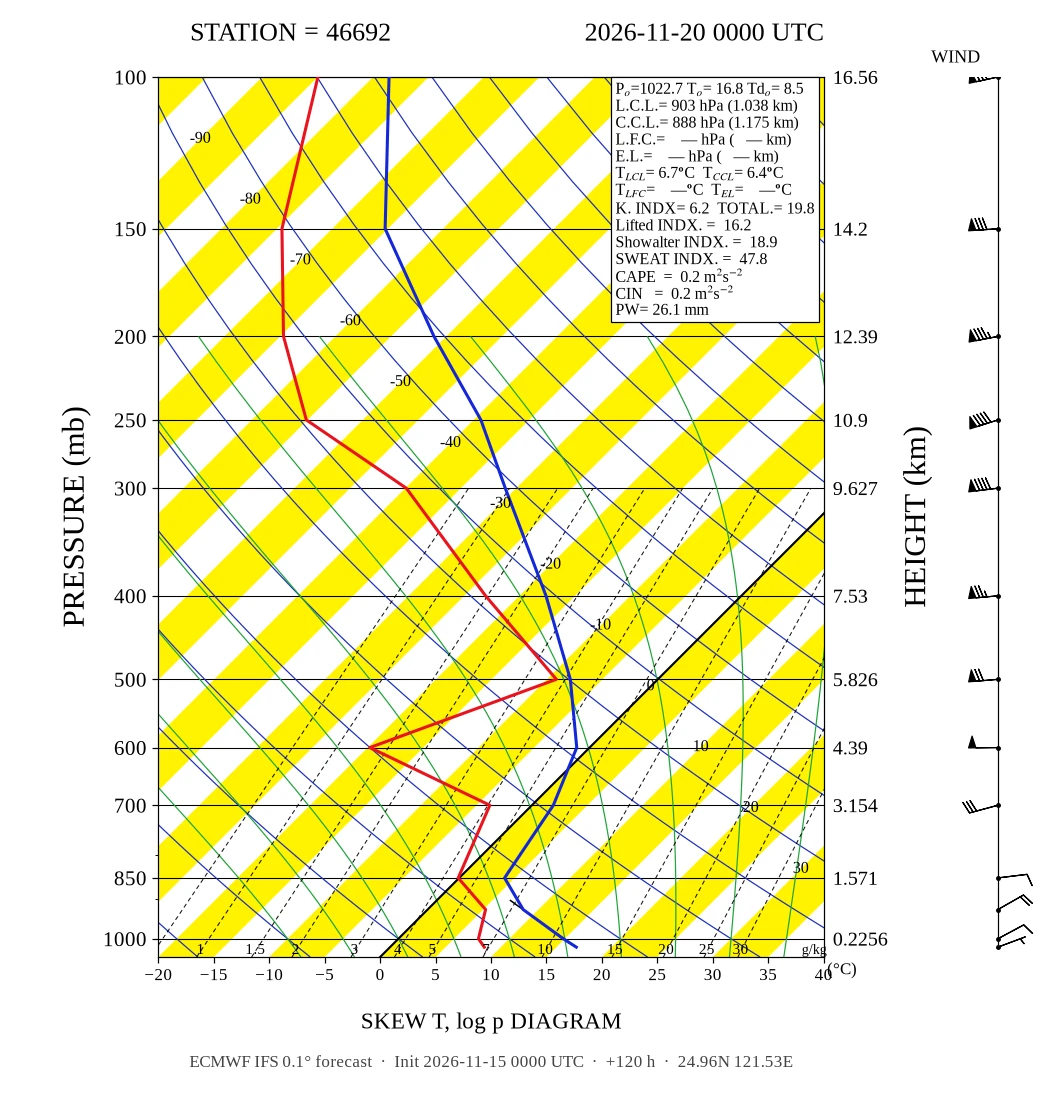 STATION = 46692
2026-11-20 0000 UTC
WIND
100
16.56
P₀=1022.7 T₀= 16.8 Td₀= 8.5
L.C.L.= 903 hPa (1.038 km)
C.C.L.= 888 hPa (1.175 km)
L.F.C.= — hPa ( — km)
E.L.= — hPa ( — km)
T_LCL= 6.7°C T_CCL= 6.4°C
T_LFC= —°C T_EL= —°C
K. INDX= 6.2 TOTAL.= 19.8
Lifted INDX. = 16.2
Showalter INDX. = 18.9
SWEAT INDX. = 47.8
CAPE = 0.2 m²s⁻²
CIN = 0.2 m²s⁻²
PW= 26.1 mm
-90
-80
150
14.2
-70
-60
200
12.39
-50
250
10.9
-40
300
9.627
-30
-20
400
7.53
-10
500
5.826
0
600
4.39
10
700
3.154
20
850
1.571
30
1000
0.2256
1 1.5 2 3 4 5 7 10 15 20 25 30 g/kg
−20 −15 −10 −5 0 5 10 15 20 25 30 35 40 (°C)
PRESSURE (mb)
HEIGHT (km)
SKEW T, log p DIAGRAM
ECMWF IFS 0.1° forecast · Init 2026-11-15 0000 UTC · +120 h · 24.96N 121.53E